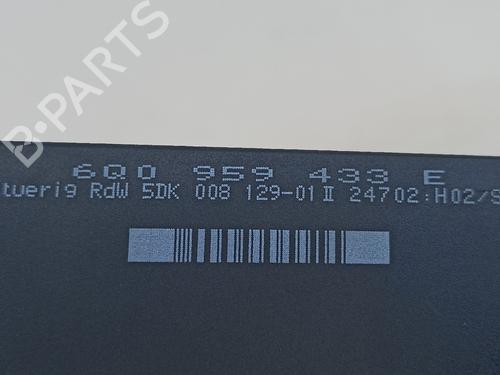 6Q0 959 433 E
tuerig RdW 5DK 008 129-01 II 24702:H02/S
B-PARTS